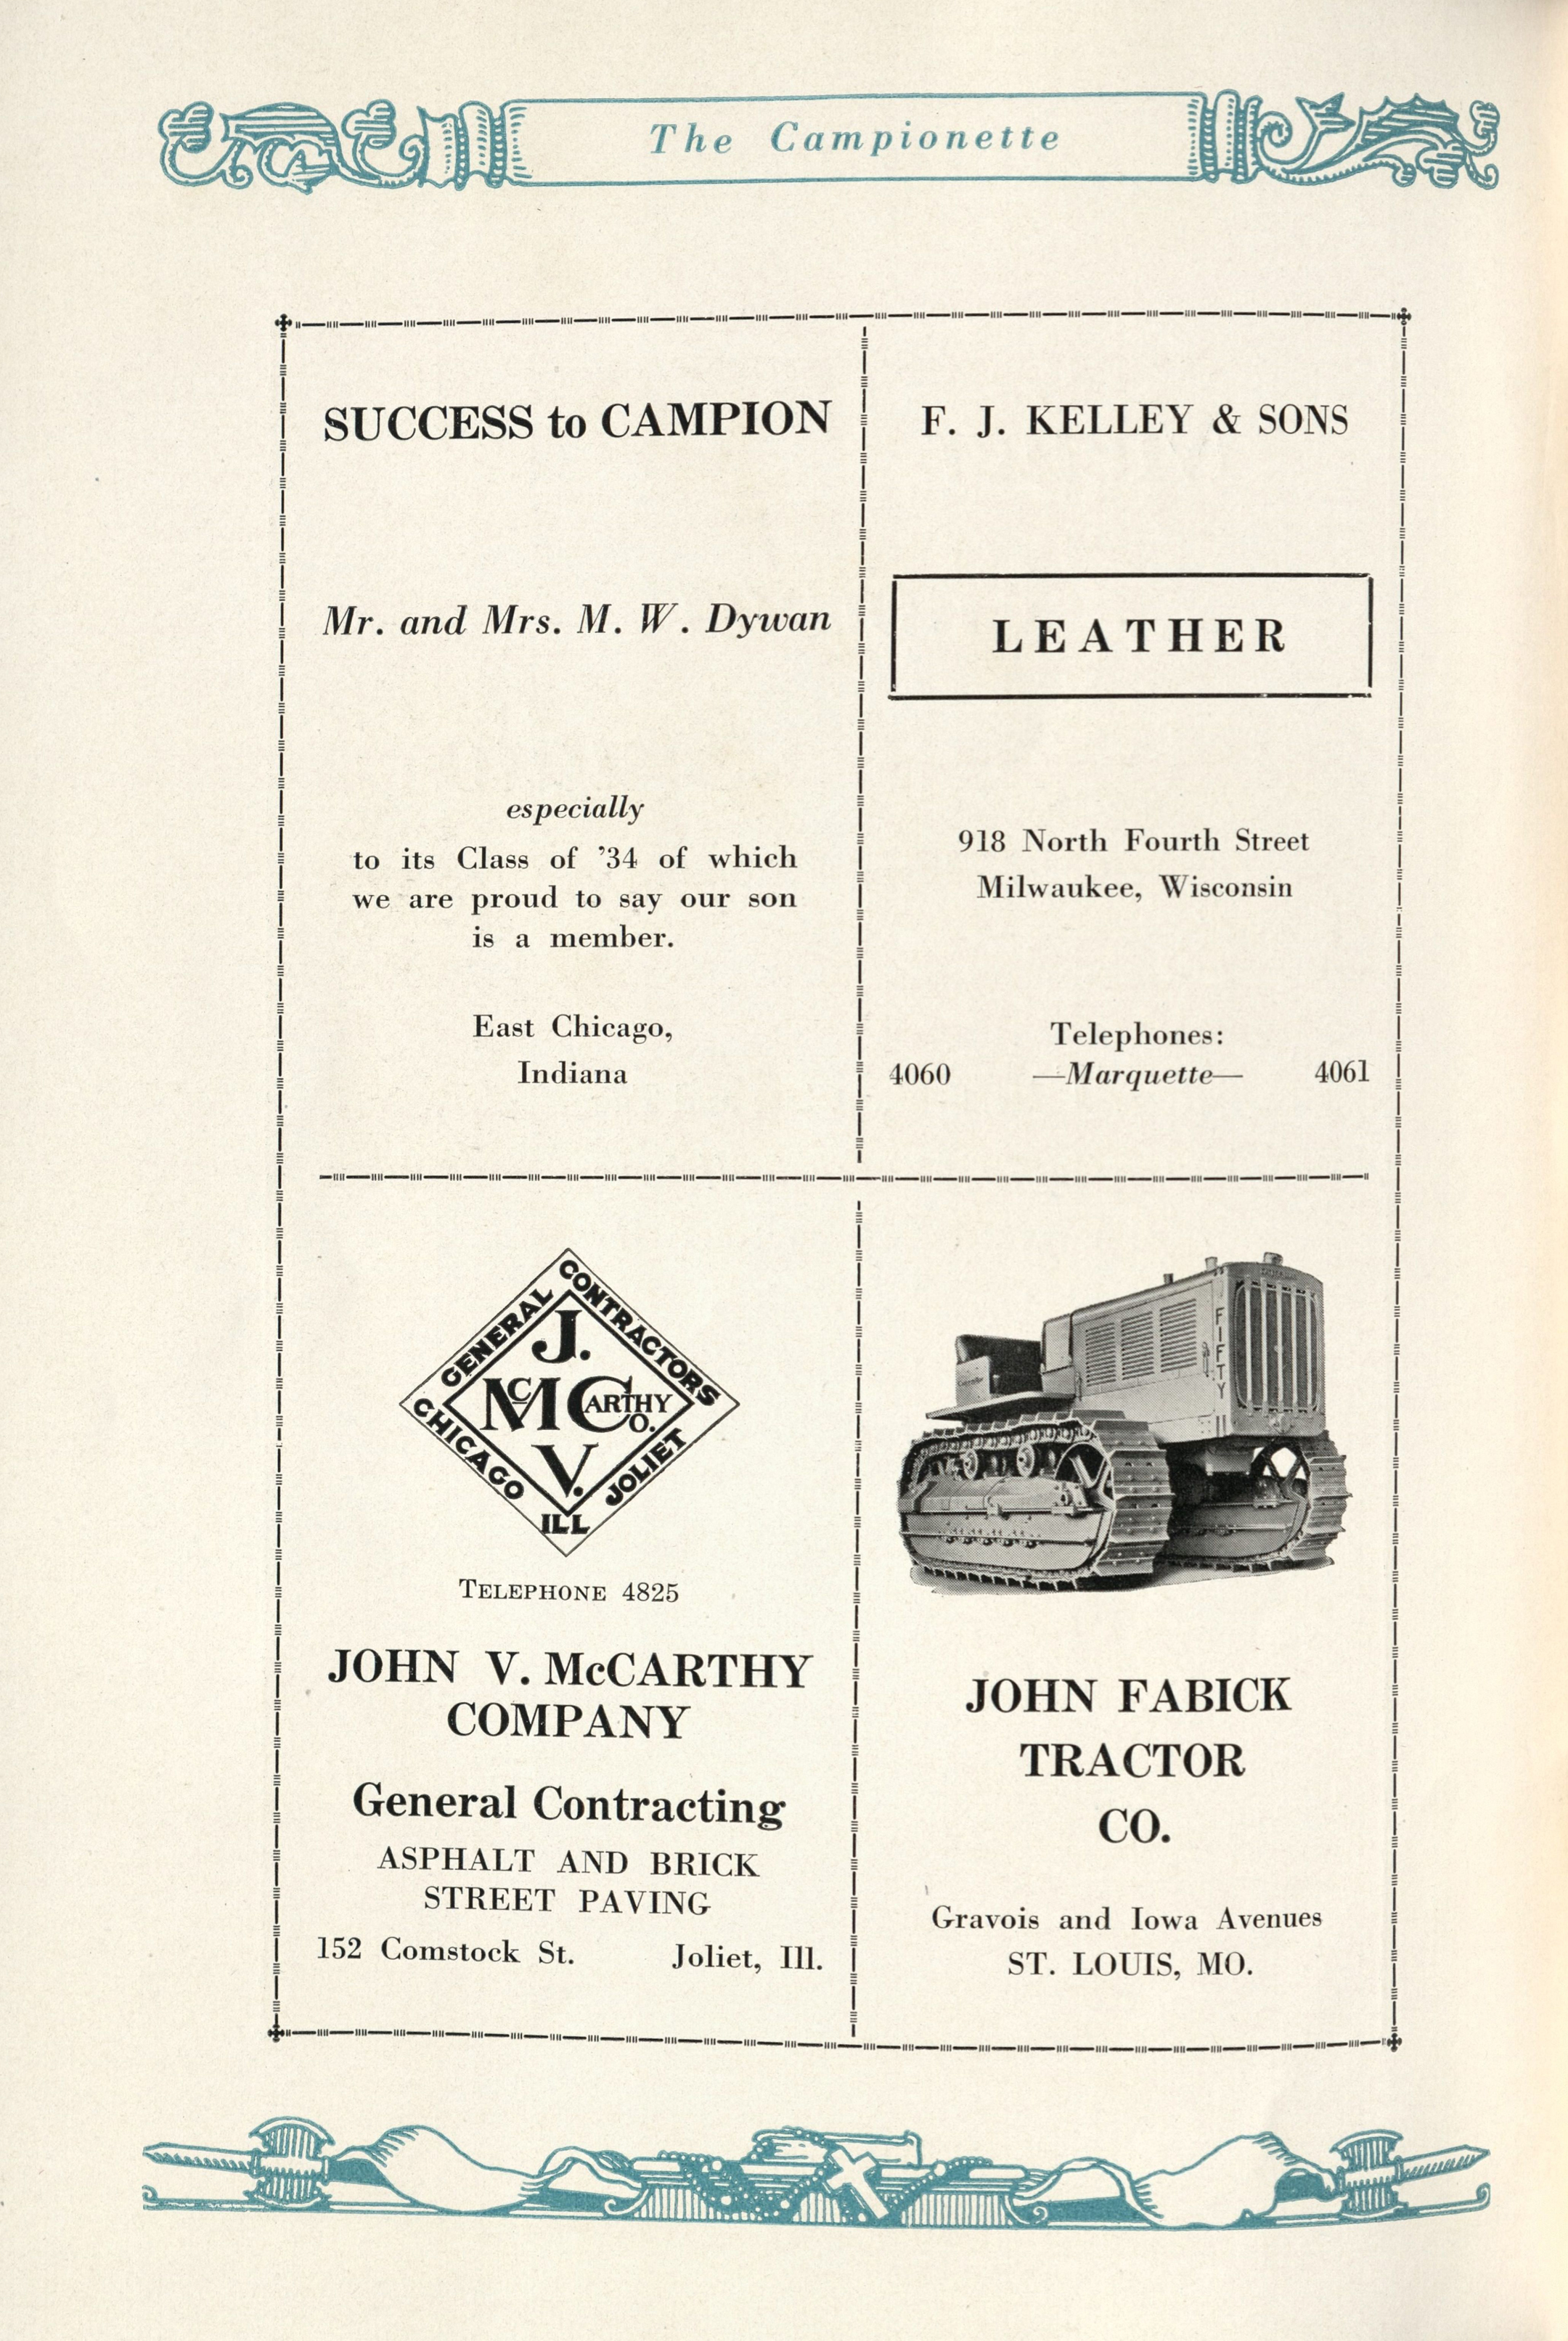 The Campionette
SUCCESS to CAMPION
Mr. and Mrs. M. W. Dywan
especially
to its Class of ’34 of which
we are proud to say our son
is a member.
East Chicago,
Indiana
F. J. KELLEY & SONS
LEATHER
918 North Fourth Street
Milwaukee, Wisconsin
Telephones:
4060 —Marquette— 4061
GENERAL CONTRACTORS
J.
McCARTHY CO.
V.
CHICAGO JOLIET
ILL
TELEPHONE 4825
JOHN V. McCARTHY
COMPANY
General Contracting
ASPHALT AND BRICK
STREET PAVING
152 Comstock St. Joliet, Ill.
FIFTY
JOHN FABICK
TRACTOR
CO.
Gravois and Iowa Avenues
ST. LOUIS, MO.